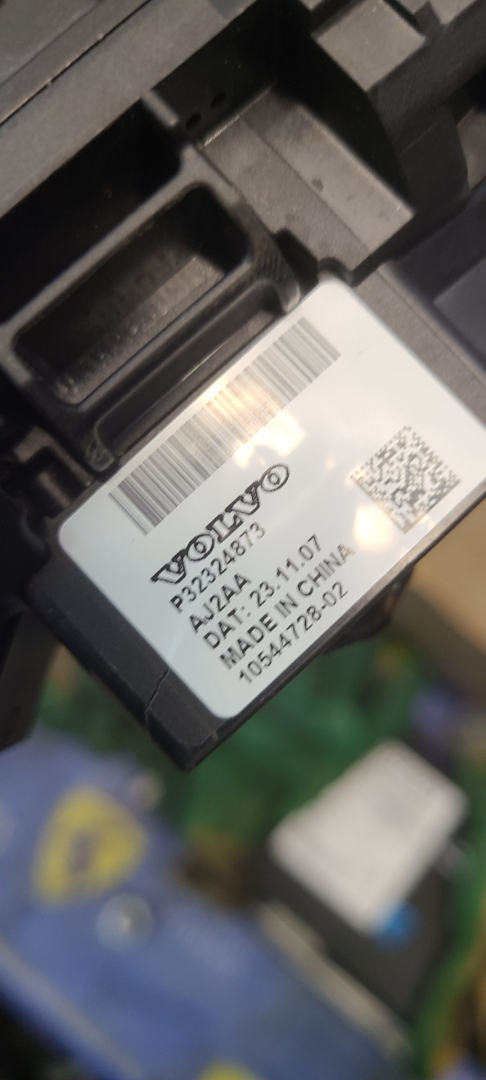 VOLVO
P32324873
AJ2AA
DAT: 23.11.07
MADE IN CHINA
10544728-02